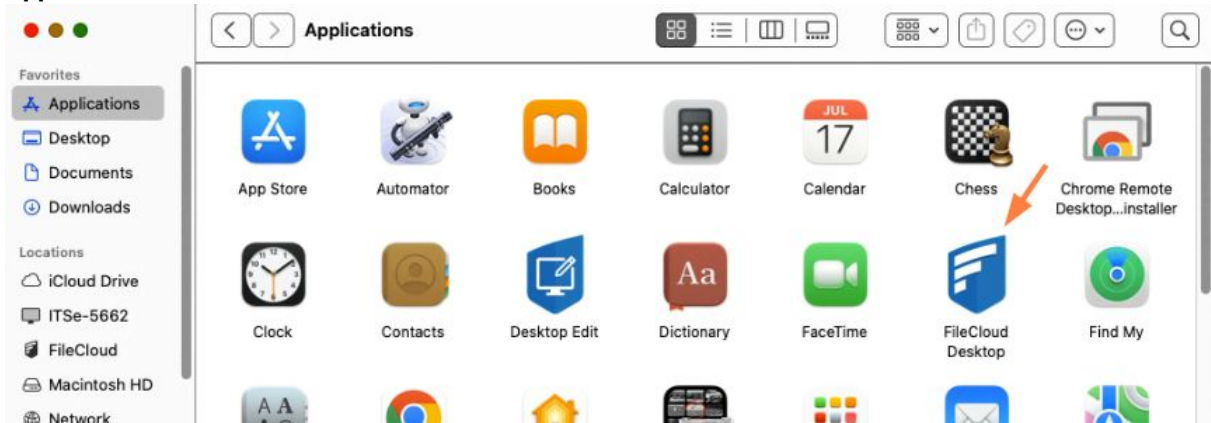 Applications
Favorites
Applications
Desktop
Documents
Downloads
Locations
iCloud Drive
ITSe-5662
FileCloud
Macintosh HD
Network
JUL
17
App Store
Automator
Books
Calculator
Calendar
Chess
Chrome Remote
Desktop...installer
Aa
Clock
Contacts
Desktop Edit
Dictionary
FaceTime
FileCloud
Desktop
Find My
A A